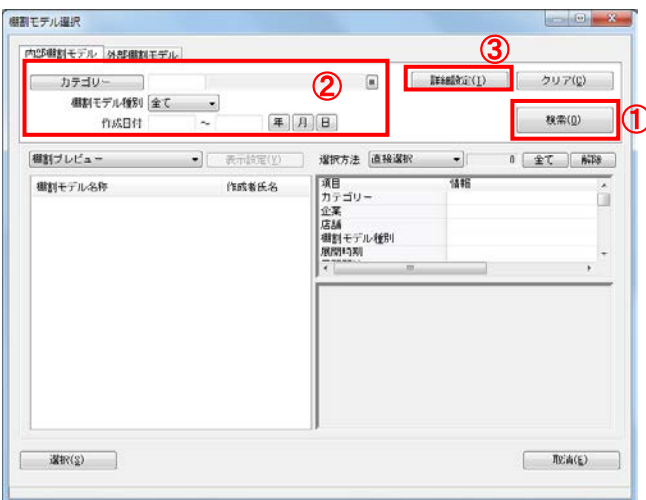 棚割モデル選択
内部棚割モデル 外部棚割モデル
③
カテゴリー ② 詳細設定(I) クリア(C)
棚割モデル種別 全て
検索(Q) ①
作成日付 ～ 年 月 日
棚割プレビュー 表示設定(V) 選択方法 直接選択 0 全て 解除
棚割モデル名称 作成者氏名 項目 情報
カテゴリー
企業
店舗
棚割モデル種別
展開時期
選択(S) 取消(E)